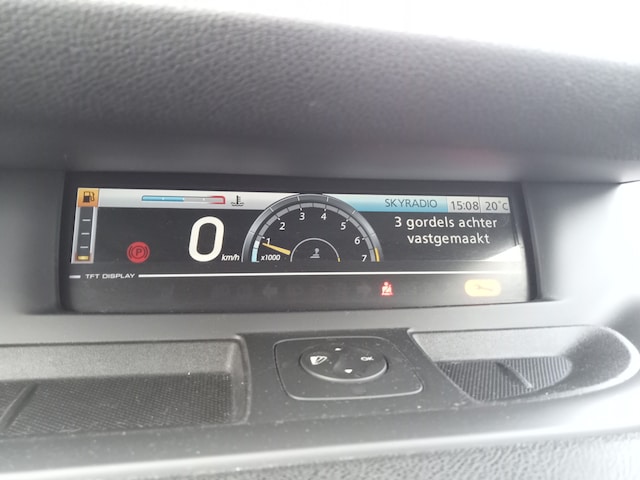 SKYRADIO 15:08 20°C
3 gordels achter
vastgemaakt
0 km/h
1 2 3 4 5 6 7
x1000
P
TFT DISPLAY
OK